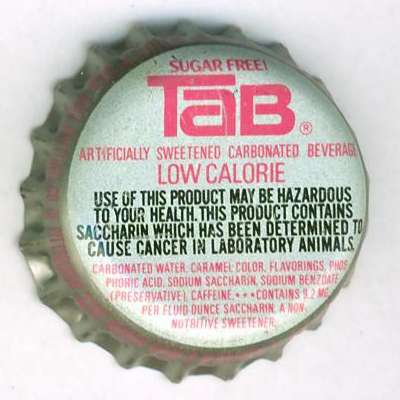 SUGAR FREE!
TaB®
ARTIFICIALLY SWEETENED CARBONATED BEVERAGE
LOW CALORIE
USE OF THIS PRODUCT MAY BE HAZARDOUS
TO YOUR HEALTH. THIS PRODUCT CONTAINS
SACCHARIN WHICH HAS BEEN DETERMINED TO
CAUSE CANCER IN LABORATORY ANIMALS.
CARBONATED WATER, CARAMEL COLOR, FLAVORINGS, PHOS
PHORIC ACID, SODIUM SACCHARIN, SODIUM BENZOATE
(PRESERVATIVE), CAFFEINE. •••CONTAINS 9.2 MG.
PER FLUID OUNCE SACCHARIN, A NON-
NUTRITIVE SWEETENER.